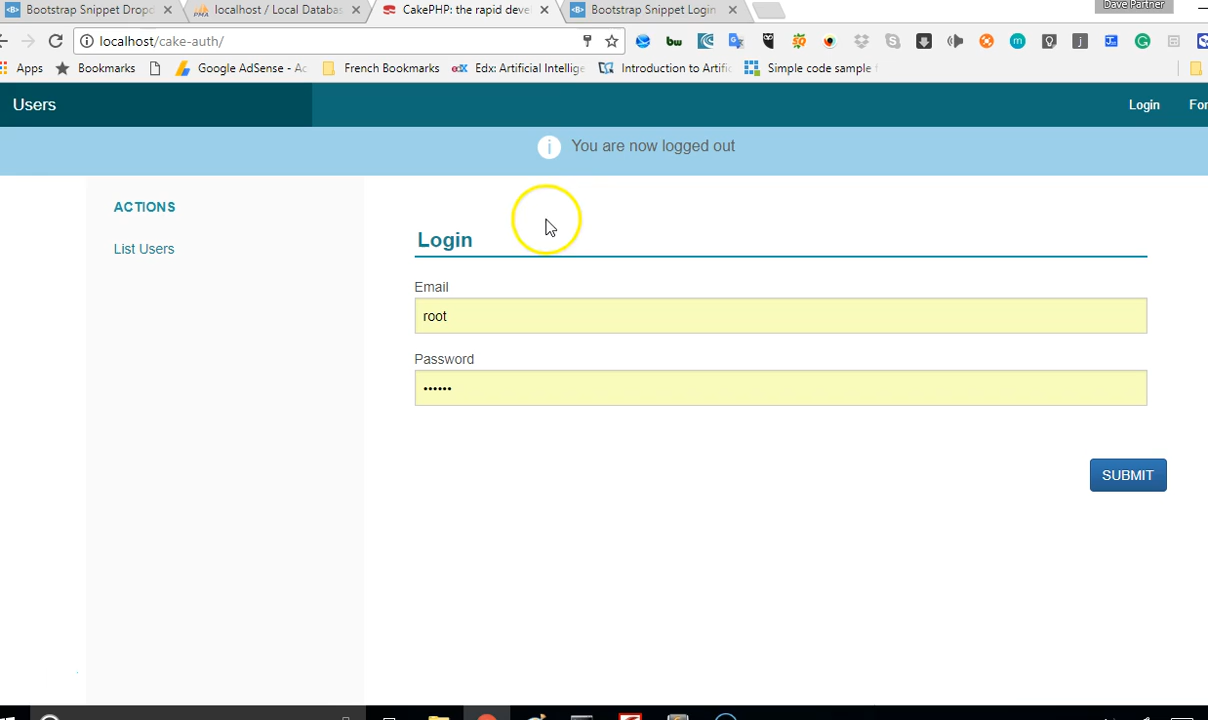 Dave Partner
Bootstrap Snippet Dropd
localhost / Local Databas
CakePHP: the rapid deve
Bootstrap Snippet Login
localhost/cake-auth/
Apps
Bookmarks
Google AdSense - Ac
French Bookmarks
Edx: Artificial Intellige
Introduction to Artific
Simple code sample f
Users
Login
For
You are now logged out
ACTIONS
List Users
Login
Email
root
Password
SUBMIT